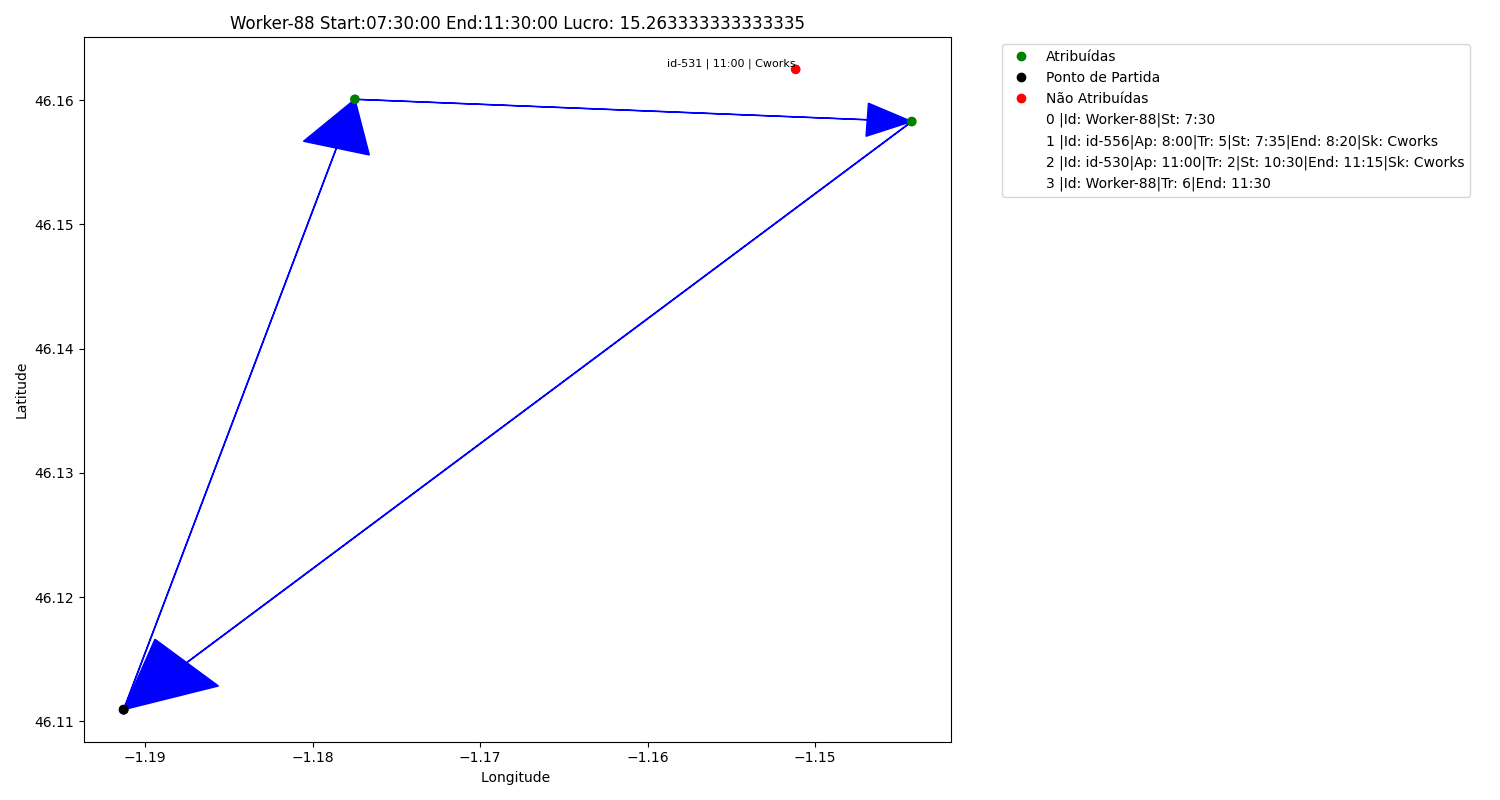 Worker-88 Start:07:30:00 End:11:30:00 Lucro: 15.263333333333335
id-531 | 11:00 | Cworks
46.16
46.15
46.14
46.13
46.12
46.11
Latitude
−1.19
−1.18
−1.17
−1.16
−1.15
Longitude
Atribuídas
Ponto de Partida
Não Atribuídas
0 |Id: Worker-88|St: 7:30
1 |Id: id-556|Ap: 8:00|Tr: 5|St: 7:35|End: 8:20|Sk: Cworks
2 |Id: id-530|Ap: 11:00|Tr: 2|St: 10:30|End: 11:15|Sk: Cworks
3 |Id: Worker-88|Tr: 6|End: 11:30